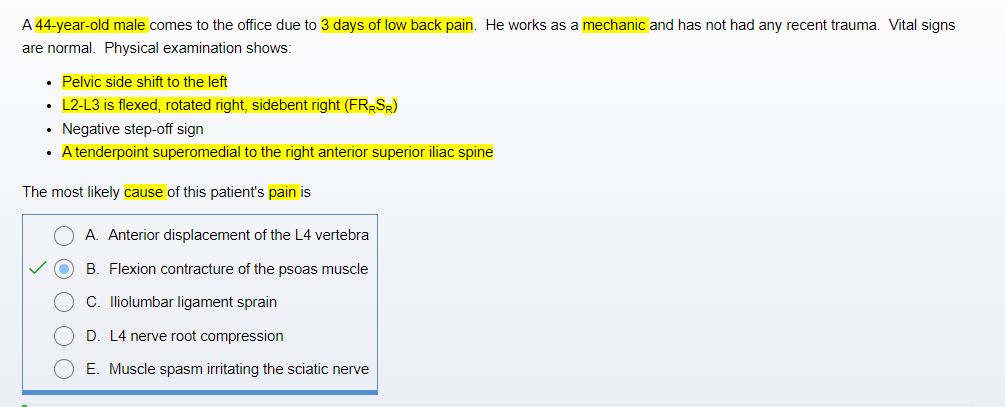 A 44-year-old male comes to the office due to 3 days of low back pain.  He works as a mechanic and has not had any recent trauma.  Vital signs
are normal.  Physical examination shows:
• Pelvic side shift to the left
• L2-L3 is flexed, rotated right, sidebent right (FRRSR)
• Negative step-off sign
• A tenderpoint superomedial to the right anterior superior iliac spine
The most likely cause of this patient's pain is
A. Anterior displacement of the L4 vertebra
B. Flexion contracture of the psoas muscle
C. Iliolumbar ligament sprain
D. L4 nerve root compression
E. Muscle spasm irritating the sciatic nerve